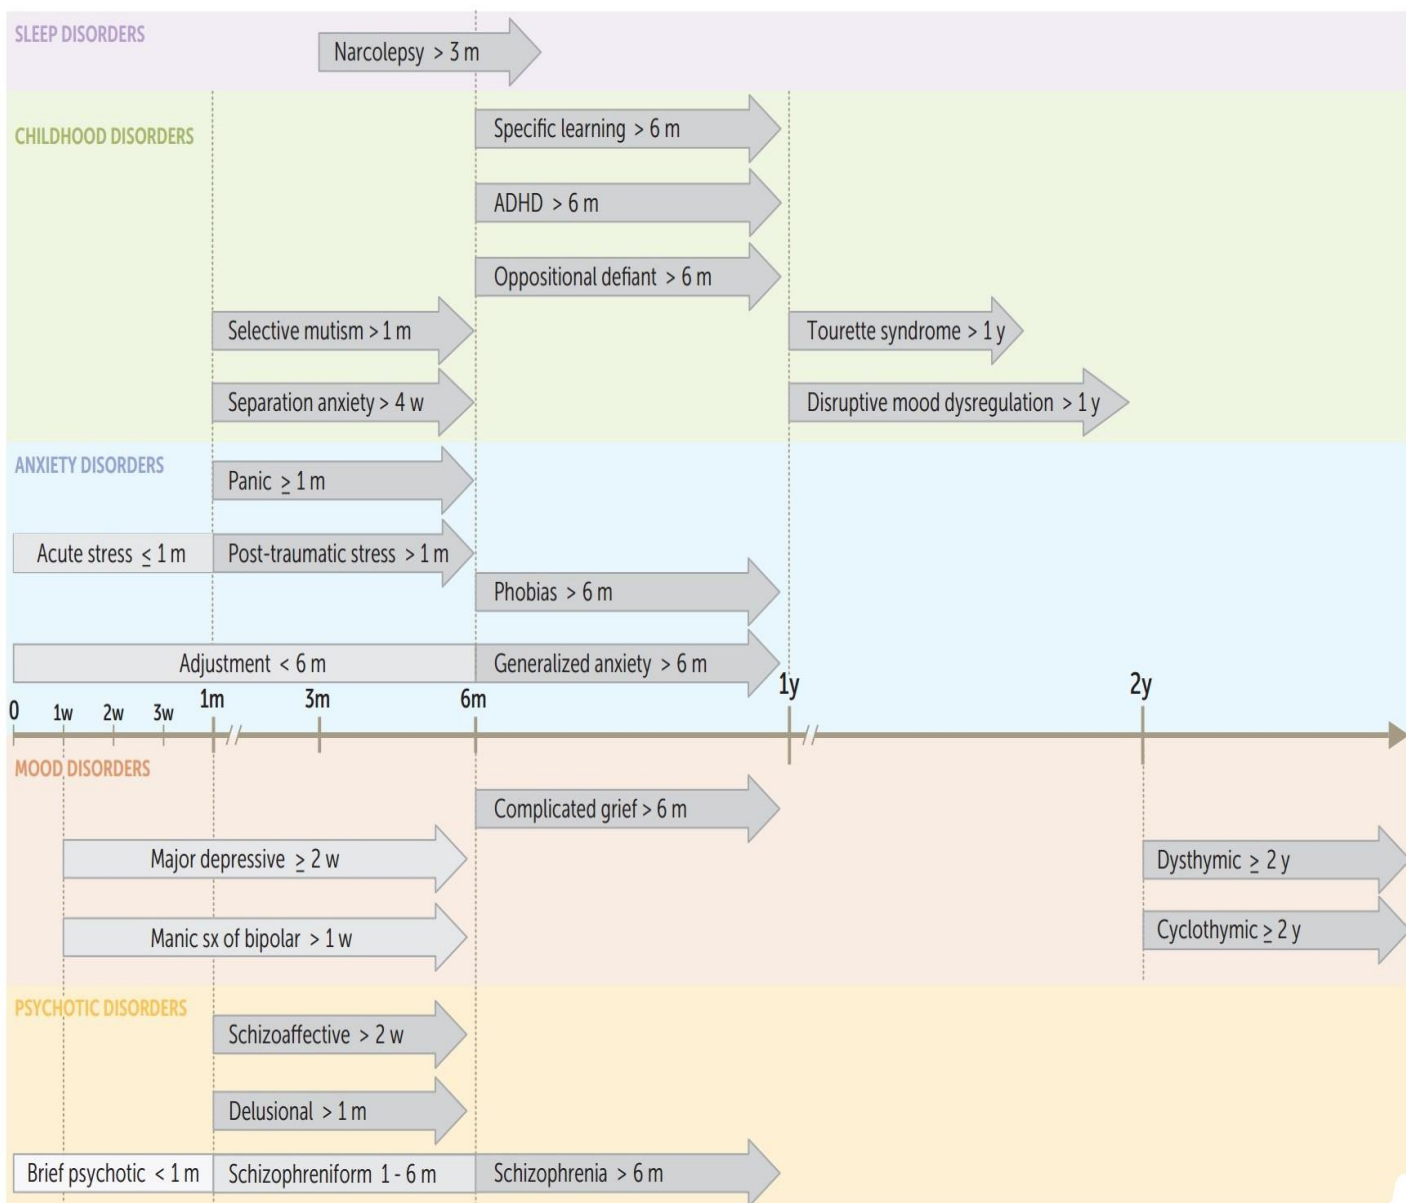 SLEEP DISORDERS
Narcolepsy > 3 m
CHILDHOOD DISORDERS
Specific learning > 6 m
ADHD > 6 m
Oppositional defiant > 6 m
Selective mutism > 1 m
Tourette syndrome > 1 y
Separation anxiety > 4 w
Disruptive mood dysregulation > 1 y
ANXIETY DISORDERS
Panic ≥ 1 m
Acute stress ≤ 1 m
Post-traumatic stress > 1 m
Phobias > 6 m
Adjustment < 6 m
Generalized anxiety > 6 m
0 1w 2w 3w 1m 3m 6m 1y 2y
MOOD DISORDERS
Complicated grief > 6 m
Major depressive ≥ 2 w
Dysthymic ≥ 2 y
Manic sx of bipolar > 1 w
Cyclothymic ≥ 2 y
PSYCHOTIC DISORDERS
Schizoaffective > 2 w
Delusional > 1 m
Brief psychotic < 1 m
Schizophreniform 1 - 6 m
Schizophrenia > 6 m